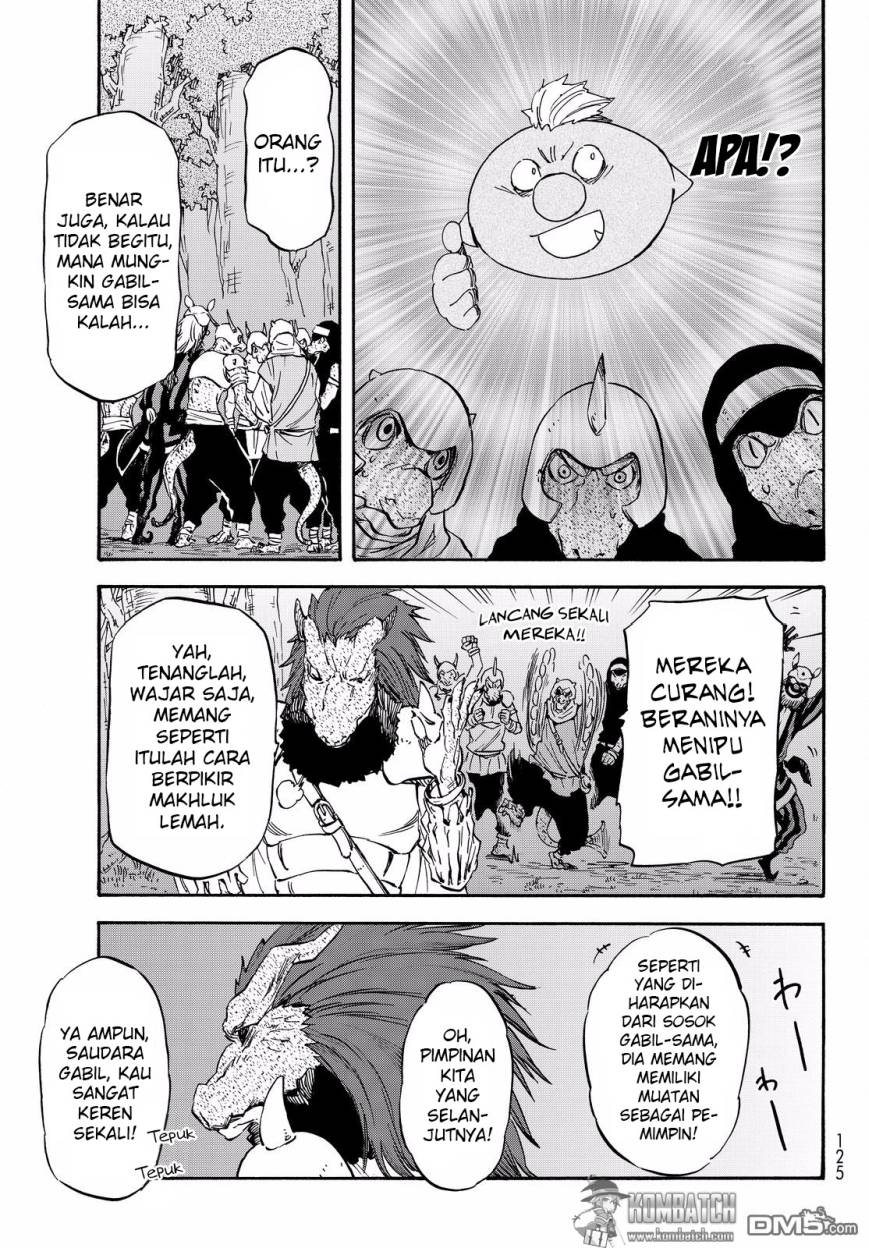 APA!?
ORANG
ITU...?
BENAR
JUGA, KALAU
TIDAK BEGITU,
MANA MUNG-
KIN GABIL-
SAMA BISA
KALAH...
MEREKA
CURANG!
BERANINYA
MENIPU
GABIL-
SAMA!!
LANCANG SEKALI
MEREKA!!
YAH,
TENANGLAH,
WAJAR SAJA,
MEMANG
SEPERTI
ITULAH CARA
BERPIKIR
MAKHLUK
LEMAH.
わーー
SEPERTI
YANG DI-
HARAPKAN
DARI SOSOK
GABIL-SAMA,
DIA MEMANG
MEMILIKI
MUATAN
SEBAGAI PE-
MIMPIN!
OH,
PIMPINAN
KITA
YANG
SELAN-
JUTNYA!
YA AMPUN,
SAUDARA
GABIL, KAU
SANGAT
KEREN
SEKALI!
TEPUK
TEPUK
125
KOMBATCH
www.kombatch.com
DM5.com